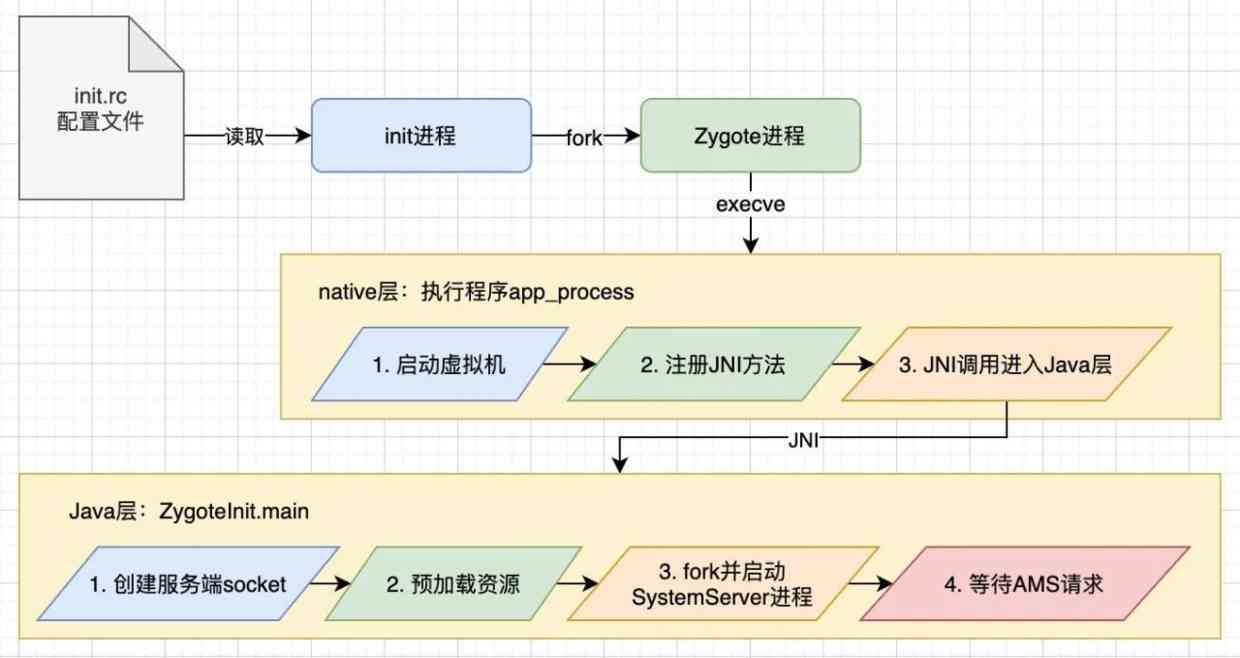 init.rc
配置文件
读取
init进程
fork
Zygote进程
execve
native层：执行程序app_process
1. 启动虚拟机
2. 注册JNI方法
3. JNI调用进入Java层
JNI
Java层：ZygoteInit.main
1. 创建服务端socket
2. 预加载资源
3. fork并启动
SystemServer进程
4. 等待AMS请求